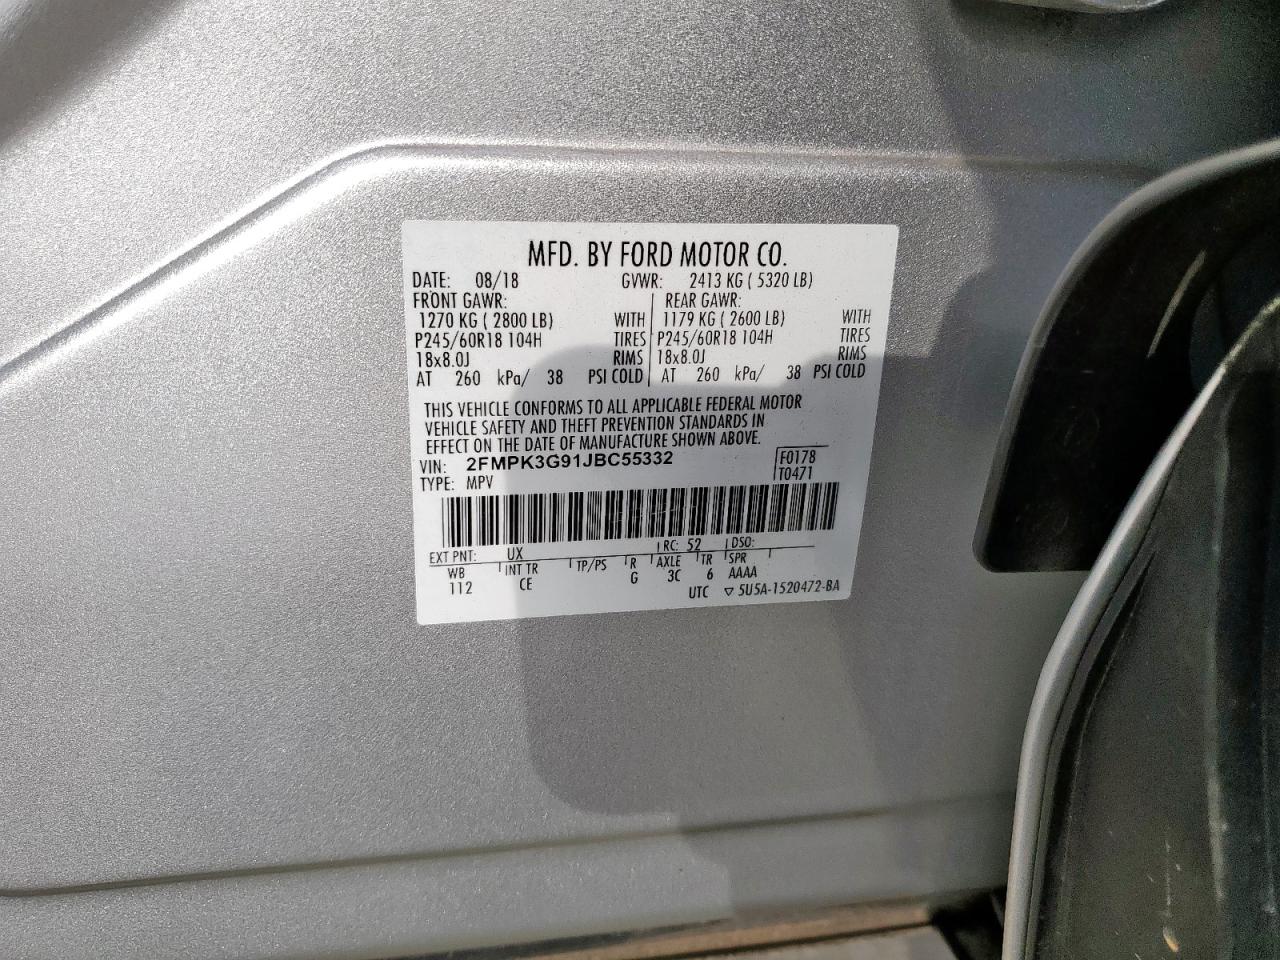 MFD. BY FORD MOTOR CO.
DATE: 08/18 GVWR: 2413 KG ( 5320 LB)
FRONT GAWR: REAR GAWR:
1270 KG ( 2800 LB) WITH 1179 KG ( 2600 LB) WITH
P245/60R18 104H TIRES P245/60R18 104H TIRES
18x8.0J RIMS 18x8.0J RIMS
AT 260 kPa/ 38 PSI COLD AT 260 kPa/ 38 PSI COLD
THIS VEHICLE CONFORMS TO ALL APPLICABLE FEDERAL MOTOR
VEHICLE SAFETY AND THEFT PREVENTION STANDARDS IN
EFFECT ON THE DATE OF MANUFACTURE SHOWN ABOVE.
VIN: 2FMPK3G91JBC55332 F0178
TYPE: MPV T0471
EXT PNT: UX RC: 52 DSO:
WB INT TR TP/PS R AXLE TR SPR
112 CE G 3C 6 AAAA
UTC ▽ 5U5A-1520472-BA